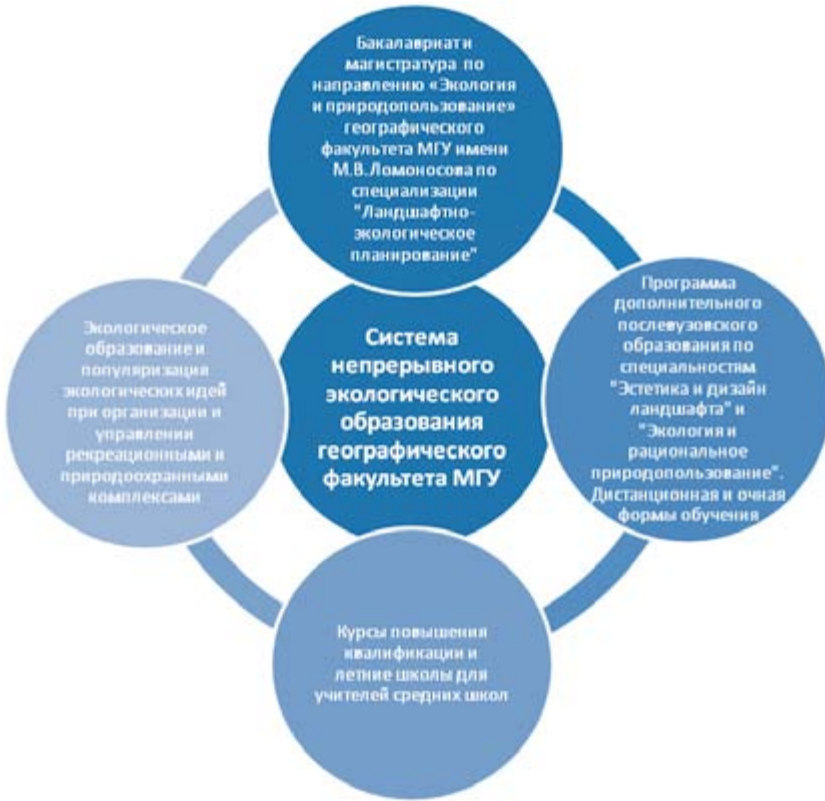 Бакалавриат и
магистратура по
направлению «Экология
и природопользование»
географического
факультета МГУ имени
М.В.Ломоносова по
специализации
"Ландшафтно-
экологическое
планирование"
Программа
дополнительного
послевузовского
образования по
специальностям
"Эстетика и дизайн
ландшафта" и
"Экология и
рациональное
природопользование".
Дистанционная и очная
формы обучения
Курсы повышения
квалификации и
летние школы для
учителей средних школ
Экологическое
образование и
популяризация
экологических идей
при организации и
управлении
рекреационными и
природоохранными
комплексами
Система
непрерывного
экологического
образования
географического
факультета МГУ